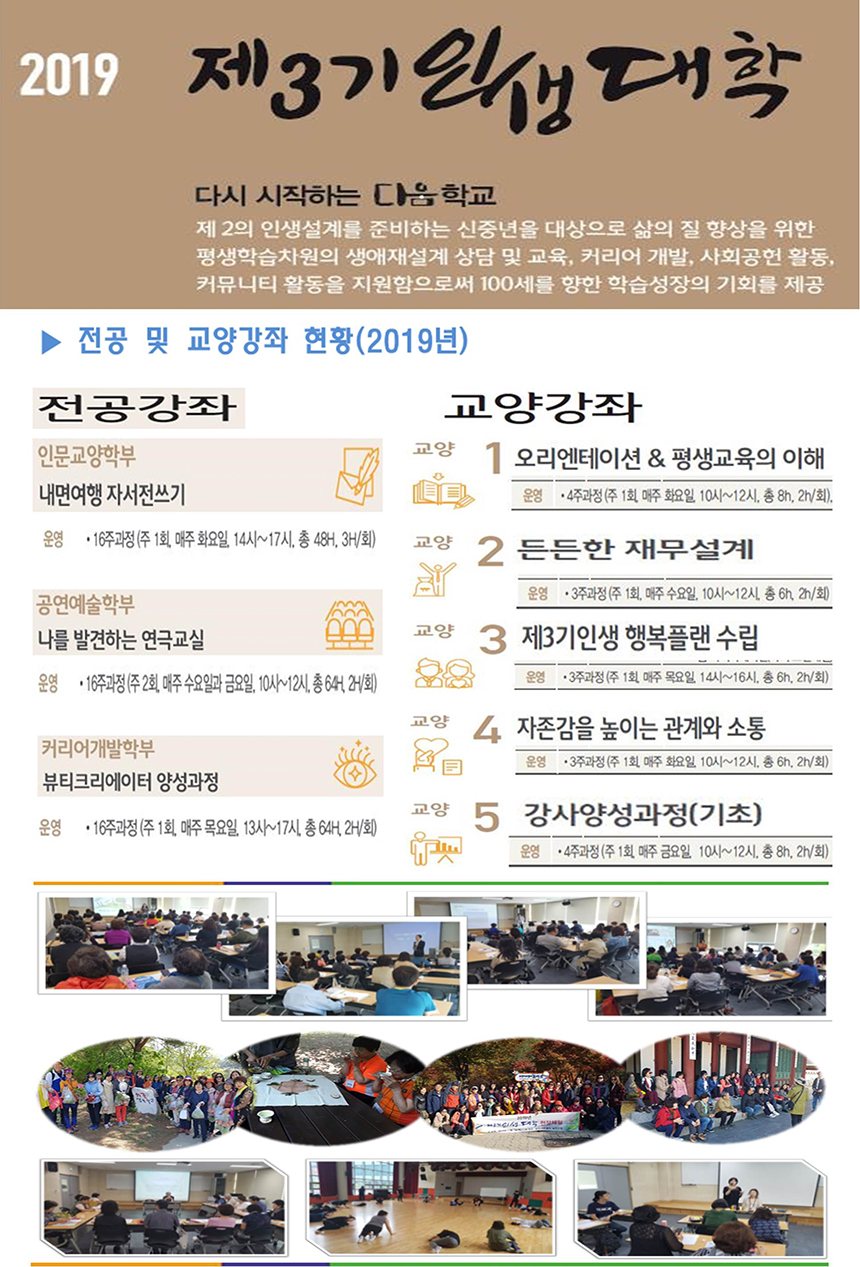 2019 제3기인생대학
다시 시작하는 다움학교
제 2의 인생설계를 준비하는 신중년을 대상으로 삶의 질 향상을 위한
평생학습차원의 생애재설계 상담 및 교육, 커리어 개발, 사회공헌 활동,
커뮤니티 활동을 지원함으로써 100세를 향한 학습성장의 기회를 제공
▶ 전공 및 교양강좌 현황(2019년)
전공강좌
인문교양학부
내면여행 자서전쓰기
운영 • 16주과정(주 1회, 매주 화요일, 14시~17시, 총 48H, 3H/회)
공연예술학부
나를 발견하는 연극교실
운영 • 16주과정(주 2회, 매주 수요일과 금요일, 10시~12시, 총 64H, 2H/회)
커리어개발학부
뷰티크리에이터 양성과정
운영 • 16주과정(주 1회, 매주 목요일, 13시~17시, 총 64H, 2H/회)
교양강좌
교양 1 오리엔테이션 & 평생교육의 이해
운영 • 4주과정(주 1회, 매주 화요일, 10시~12시, 총 8h, 2h/회),
교양 2 든든한 재무설계
운영 • 3주과정(주 1회, 매주 수요일, 10시~12시, 총 6h, 2h/회)
교양 3 제3기인생 행복플랜 수립
운영 • 3주과정(주 1회, 매주 목요일, 14시~16시, 총 6h, 2h/회)
교양 4 자존감을 높이는 관계와 소통
운영 • 3주과정(주 1회, 매주 화요일, 10시~12시, 총 6h, 2h/회)
교양 5 강사양성과정(기초)
운영 • 4주과정(주 1회, 매주 금요일, 10시~12시, 총 8h, 2h/회)